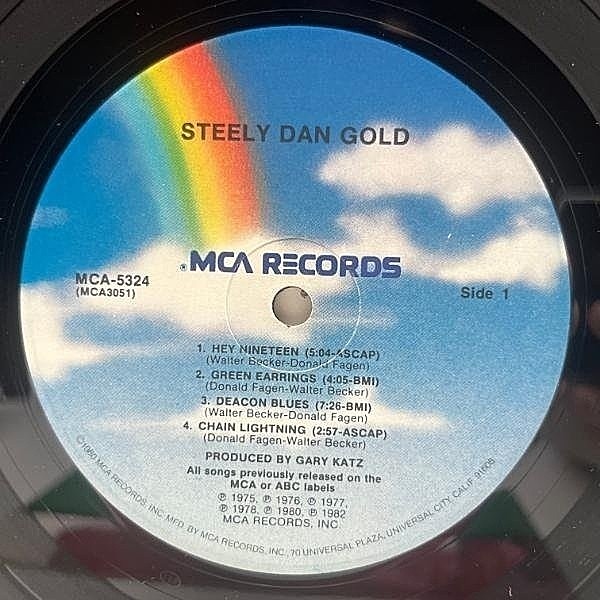 STEELY DAN GOLD
®MCA RECORDS
MCA-5324
(MCA3051)
Side 1
1. HEY NINETEEN (5:04-ASCAP)
(Walter Becker-Donald Fagen)
2. GREEN EARRINGS (4:05-BMI)
(Donald Fagen-Walter Becker)
3. DEACON BLUES (7:26-BMI)
(Walter Becker-Donald Fagen)
4. CHAIN LIGHTNING (2:57-ASCAP)
(Donald Fagen-Walter Becker)
PRODUCED BY GARY KATZ
All songs previously released on the
MCA or ABC labels
℗ 1975, ℗ 1976, ℗ 1977,
℗ 1978, ℗ 1980, ℗ 1982
MCA RECORDS, INC.
©1980 MCA RECORDS, INC. MFD. BY MCA RECORDS, INC., 70 UNIVERSAL PLAZA, UNIVERSAL CITY, CALIF. 91608